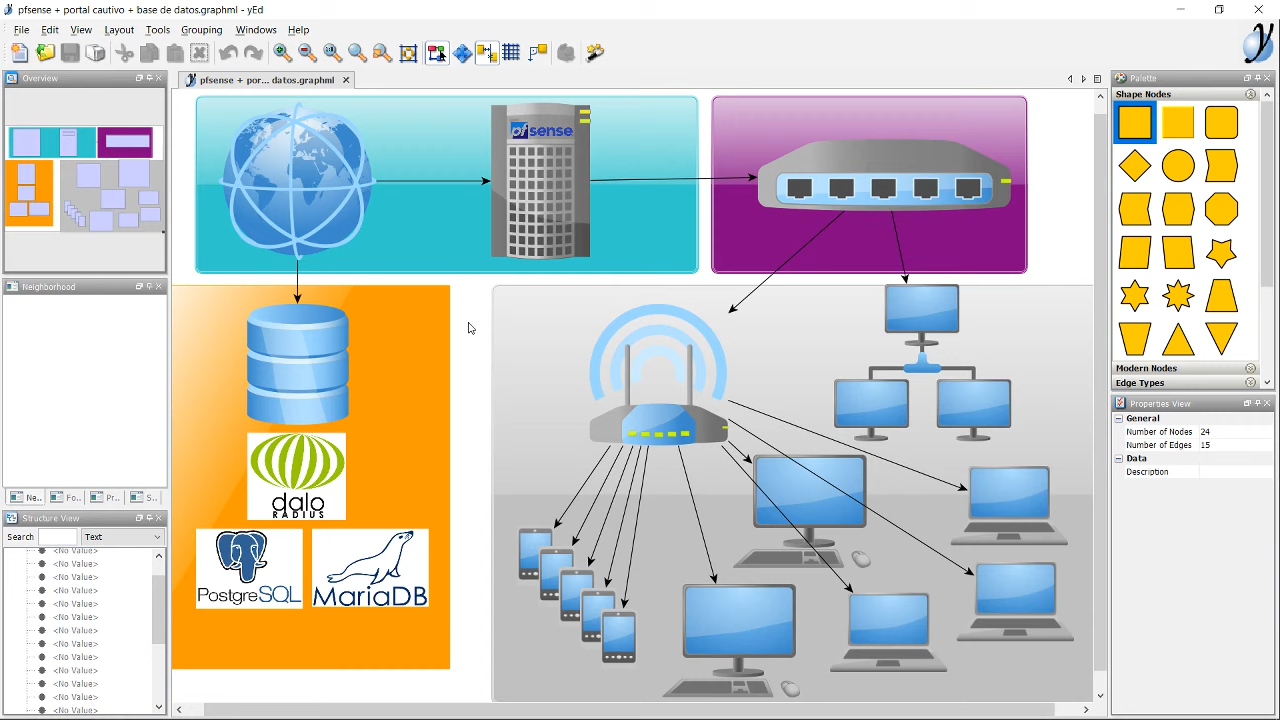 pfsense + portal cautivo + base de datos.graphml - yEd
File Edit View Layout Tools Grouping Windows Help
Overview
pfsense + por... datos.graphml
Palette
Shape Nodes
pfsense
Neighborhood
dalo
RADIUS
PostgreSQL
MariaDB
Modern Nodes
Edge Types
Properties View
General
Number of Nodes 24
Number of Edges 15
Data
Description
Ne... Fo... Pr... S...
Structure View
Search Text
<No Value>
<No Value>
<No Value>
<No Value>
<No Value>
<No Value>
<No Value>
<No Value>
<No Value>
<No Value>
<No Value>
<No Value>
<No Value>